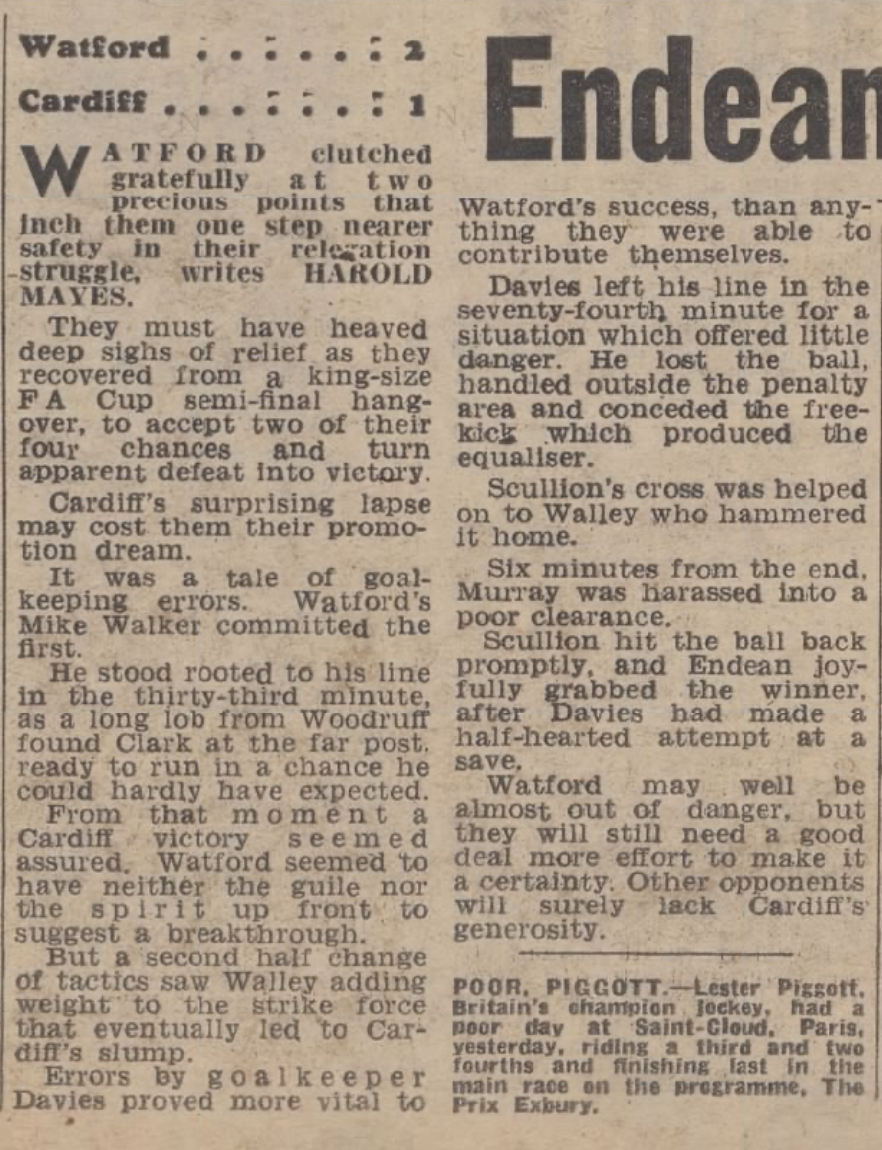 Watford . . : . . : 2
Cardiff . . . : : . : 1
Endean
WATFORD clutched
gratefully at two
precious points that
inch them one step nearer
safety in their relegation
struggle, writes HAROLD
MAYES.
They must have heaved
deep sighs of relief as they
recovered from a king-size
F A Cup semi-final hang-
over, to accept two of their
four chances and turn
apparent defeat into victory.
Cardiff's surprising lapse
may cost them their promo-
tion dream.
It was a tale of goal-
keeping errors. Watford's
Mike Walker committed the
first.
He stood rooted to his line
in the thirty-third minute,
as a long lob from Woodruff
found Clark at the far post,
ready to run in a chance he
could hardly have expected.
From that moment a
Cardiff victory seemed
assured. Watford seemed to
have neither the guile nor
the spirit up front to
suggest a breakthrough.
But a second half change
of tactics saw Walley adding
weight to the strike force
that eventually led to Car-
diff's slump.
Errors by goalkeeper
Davies proved more vital to
Watford's success, than any-
thing they were able to
contribute themselves.
Davies left his line in the
seventy-fourth minute for a
situation which offered little
danger. He lost the ball,
handled outside the penalty
area and conceded the free-
kick which produced the
equaliser.
Scullion's cross was helped
on to Walley who hammered
it home.
Six minutes from the end,
Murray was harassed into a
poor clearance.
Scullion hit the ball back
promptly, and Endean joy-
fully grabbed the winner,
after Davies had made a
half-hearted attempt at a
save.
Watford may well be
almost out of danger, but
they will still need a good
deal more effort to make it
a certainty. Other opponents
will surely lack Cardiff's
generosity.
POOR, PIGGOTT.—Lester Piggott,
Britain's champion jockey, had a
poor day at Saint-Cloud, Paris,
yesterday, riding a third and two
fourths and finishing last in the
main race on the programme, The
Prix Exbury.